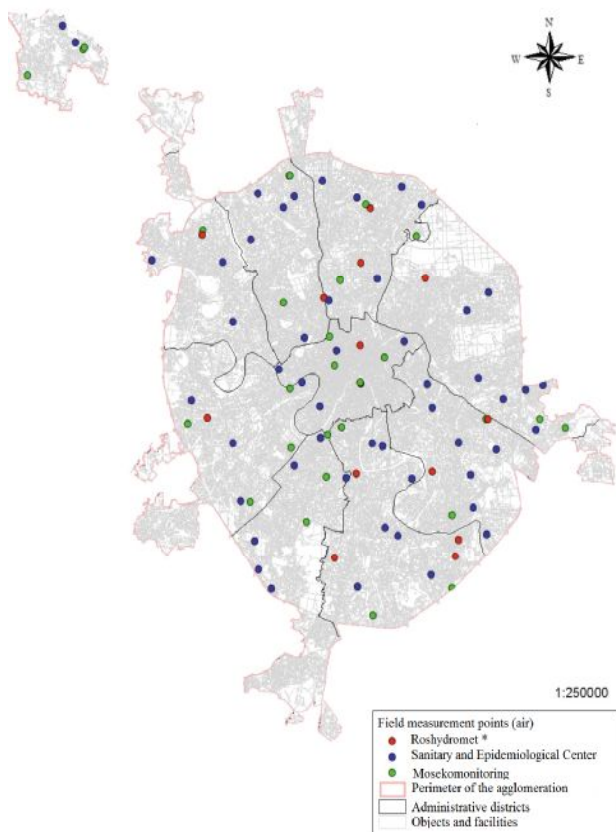 N
W E
S
1:250000
Field measurement points (air)
Roshydromet *
Sanitary and Epidemiological Center
Mosekomonitoring
Perimeter of the agglomeration
Administrative districts
Objects and facilities